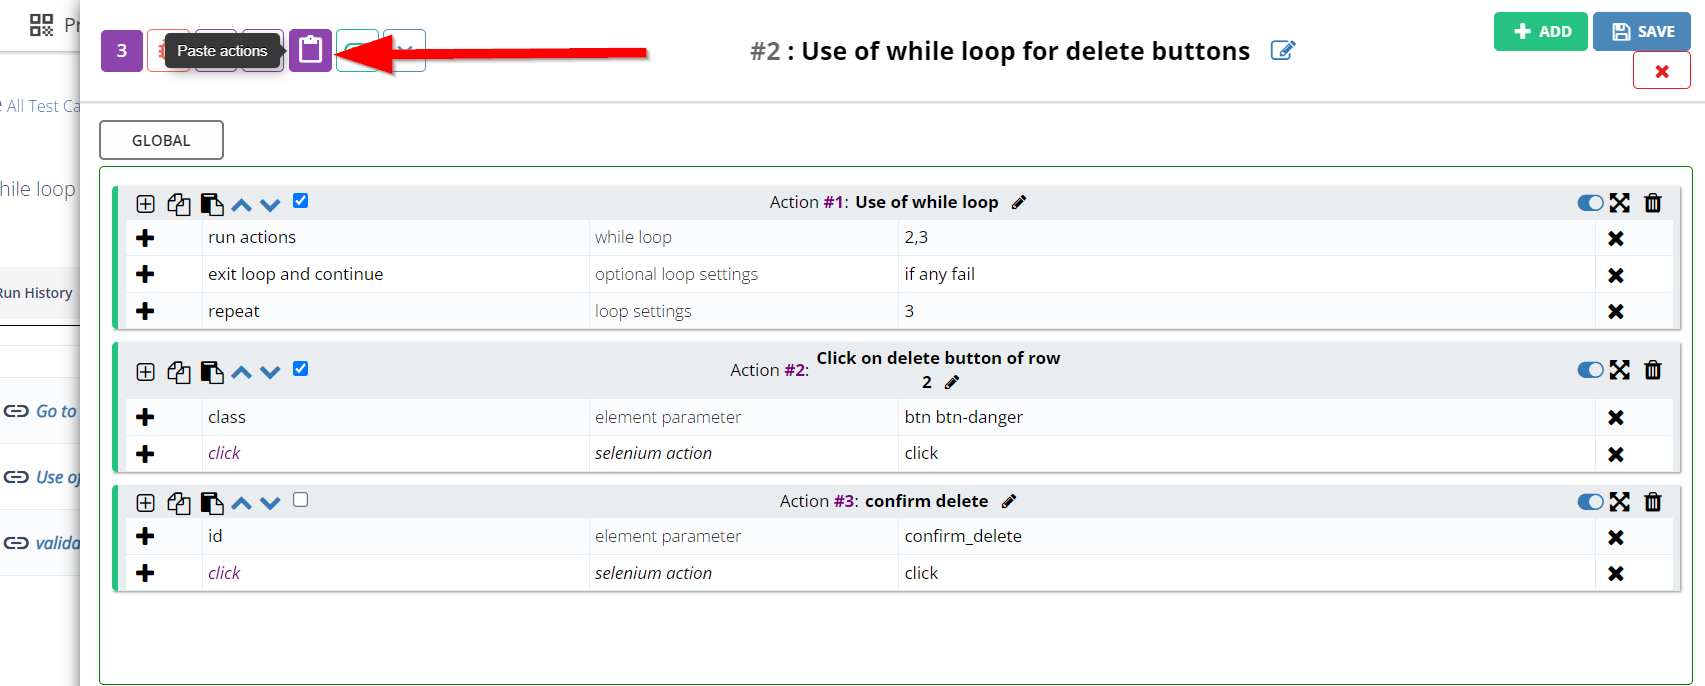 Pr
3
Paste actions
#2 : Use of while loop for delete buttons
ADD
SAVE
All Test Ca
GLOBAL
hile loop
Action #1: Use of while loop
run actions while loop 2,3
exit loop and continue optional loop settings if any fail
repeat loop settings 3
Run History
Action #2: Click on delete button of row
2
class element parameter btn btn-danger
click selenium action click
Go to
Use of
valida
Action #3: confirm delete
id element parameter confirm_delete
click selenium action click